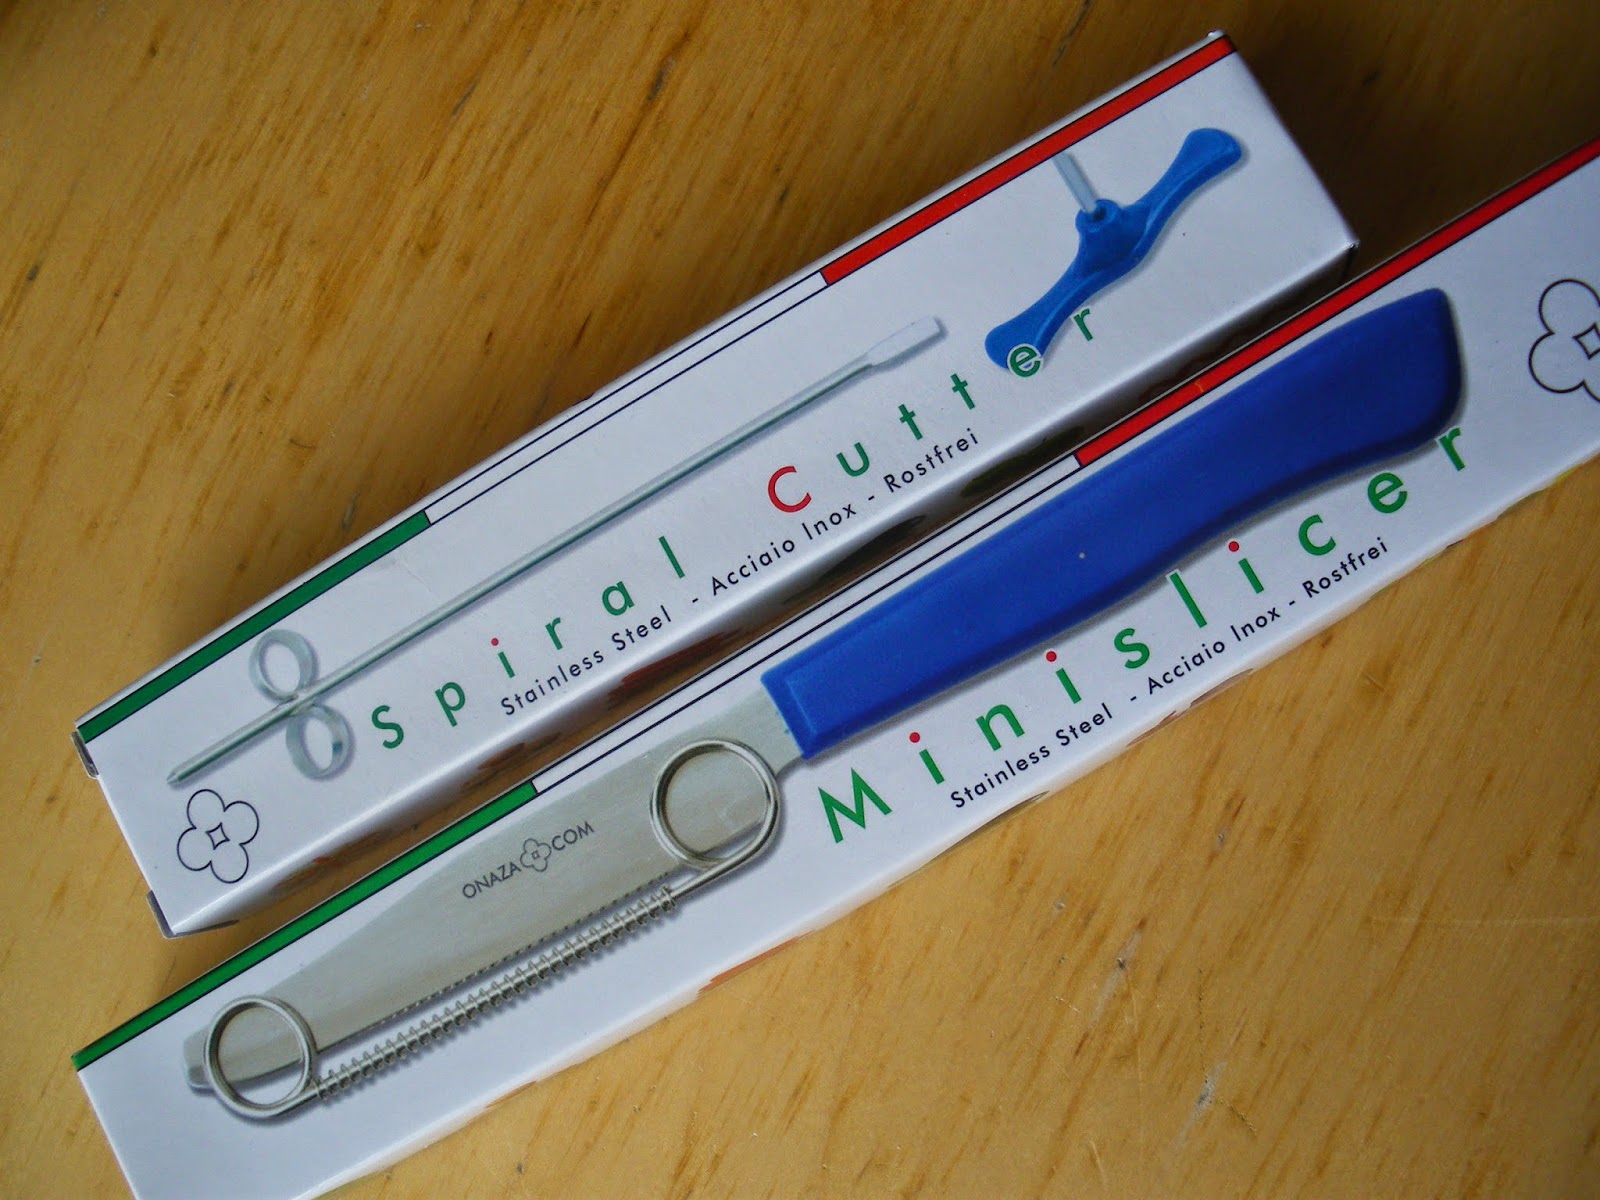 Spiral Cutter
Stainless Steel - Acciaio Inox - Rostfrei
ONAZA COM
Minislicer
Stainless Steel - Acciaio Inox - Rostfrei